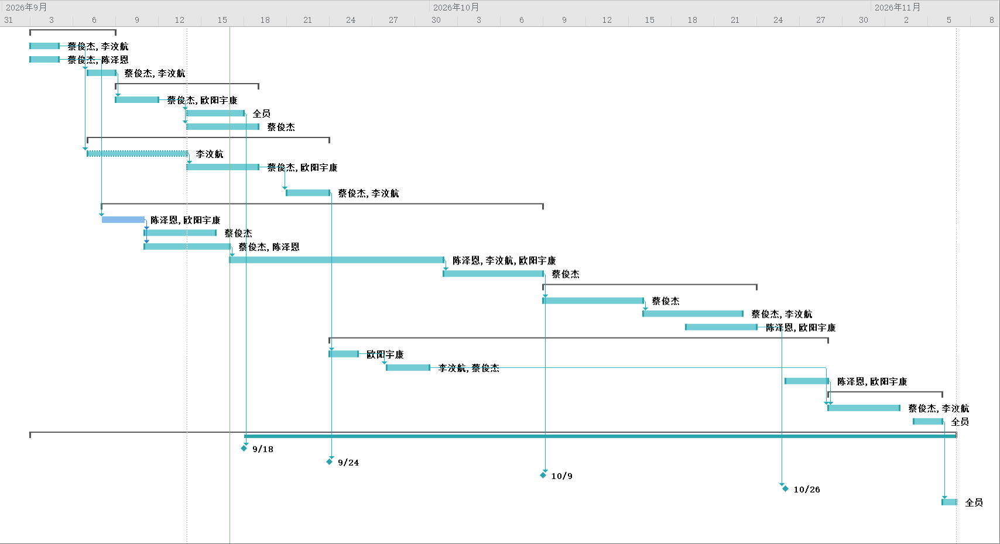 2026年9月 2026年10月 2026年11月
31 3 6 9 12 15 18 21 24 27 30 3 6 9 12 15 18 21 24 27 30 2 5 8
蔡俊杰, 李汶航
蔡俊杰, 陈泽恩
蔡俊杰, 李汶航
蔡俊杰, 欧阳宇康
全员
蔡俊杰
李汶航
蔡俊杰, 欧阳宇康
蔡俊杰, 李汶航
陈泽恩, 欧阳宇康
蔡俊杰
蔡俊杰, 陈泽恩
陈泽恩, 李汶航, 欧阳宇康
蔡俊杰
蔡俊杰
蔡俊杰, 李汶航
陈泽恩, 欧阳宇康
欧阳宇康
李汶航, 蔡俊杰
陈泽恩, 欧阳宇康
蔡俊杰, 李汶航
全员
9/18
9/24
10/9
10/26
全员